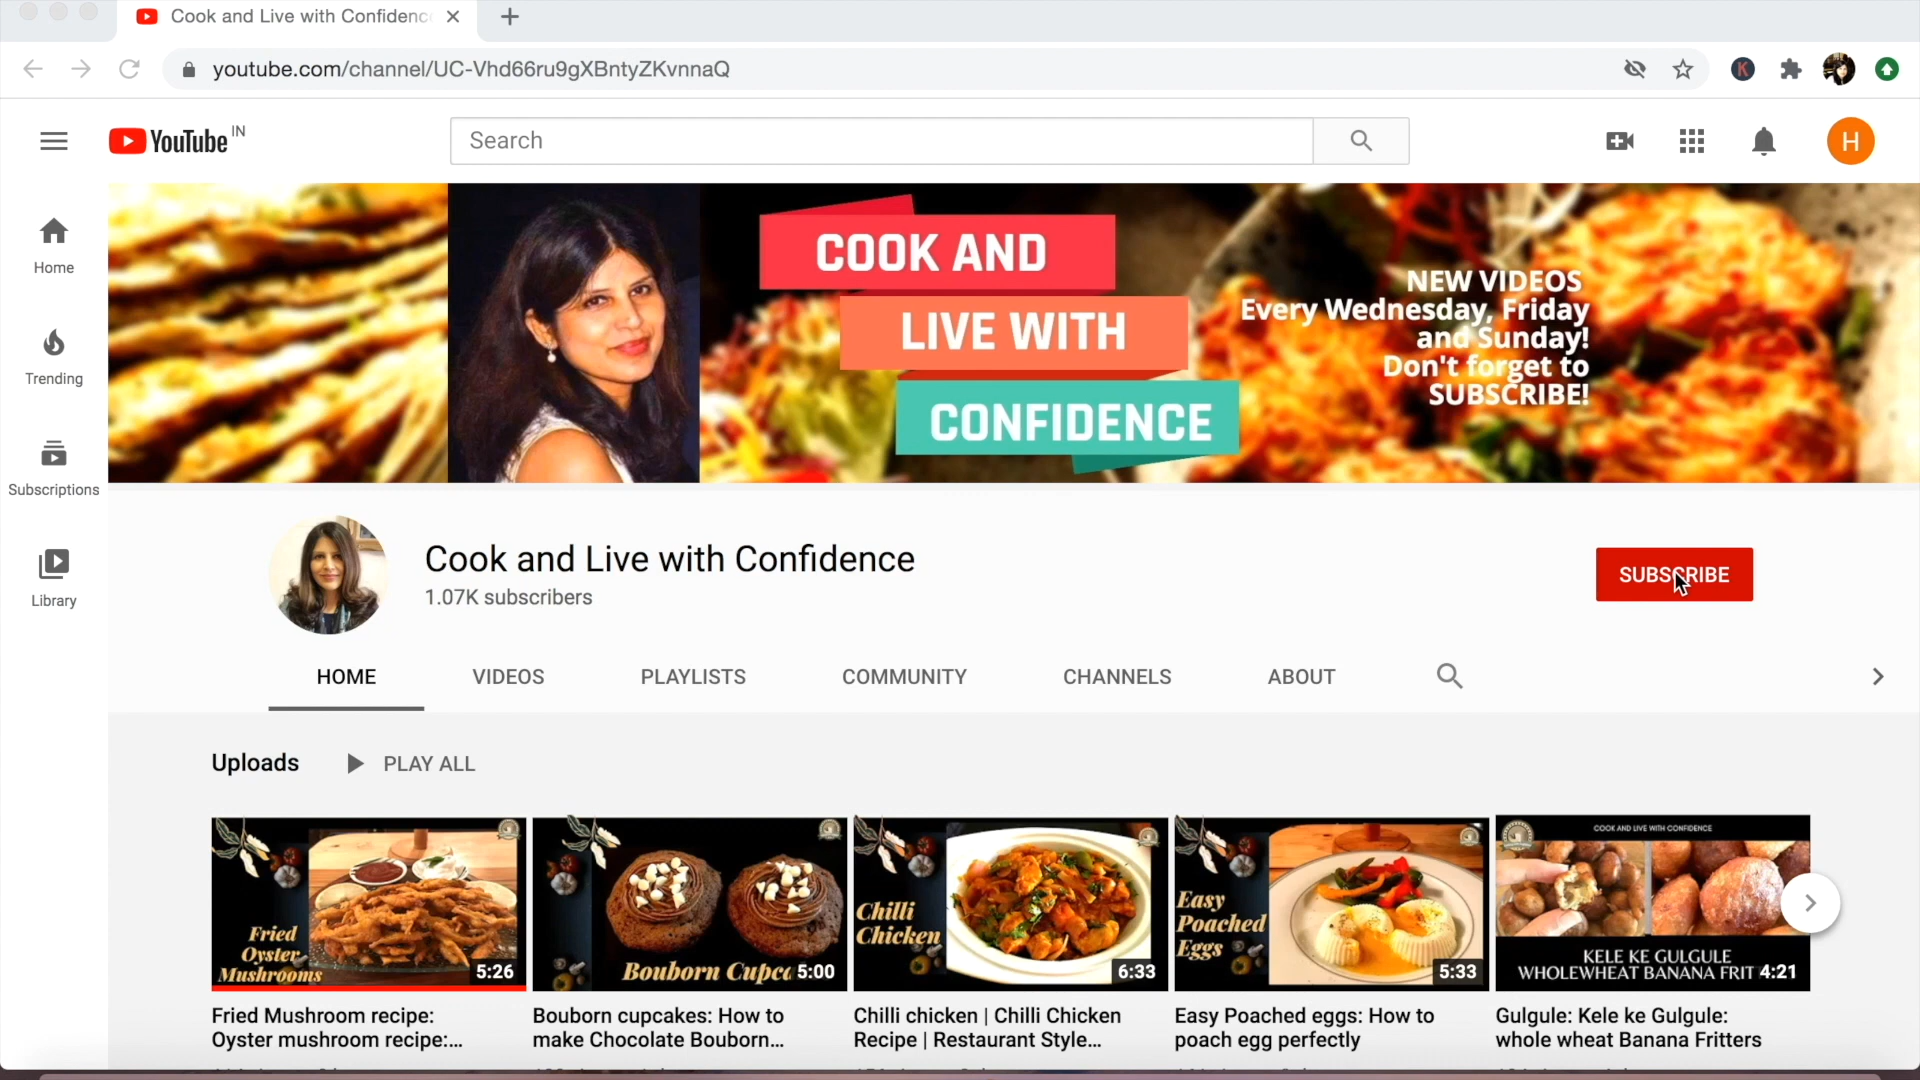 Cook and Live with Confidenc
youtube.com/channel/UC-Vhd66ru9gXBntyZKvnnaQ
K
YouTube IN
Search
H
Home
Trending
Subscriptions
Library
COOK AND
LIVE WITH
CONFIDENCE
NEW VIDEOS
Every Wednesday, Friday
and Sunday!
Don't forget to
SUBSCRIBE!
Cook and Live with Confidence
1.07K subscribers
SUBSCRIBE
HOME VIDEOS PLAYLISTS COMMUNITY CHANNELS ABOUT
Uploads PLAY ALL
Fried
Oyster
Mushrooms
5:26
Bouborn Cupc
5:00
Chilli
Chicken
6:33
Easy
Poached
Eggs
5:33
COOK AND LIVE WITH CONFIDENCE
KELE KE GULGULE
WHOLEWHEAT BANANA FRIT
4:21
Fried Mushroom recipe:
Oyster mushroom recipe:...
Bouborn cupcakes: How to
make Chocolate Bouborn...
Chilli chicken | Chilli Chicken
Recipe | Restaurant Style...
Easy Poached eggs: How to
poach egg perfectly
Gulgule: Kele ke Gulgule:
whole wheat Banana Fritters